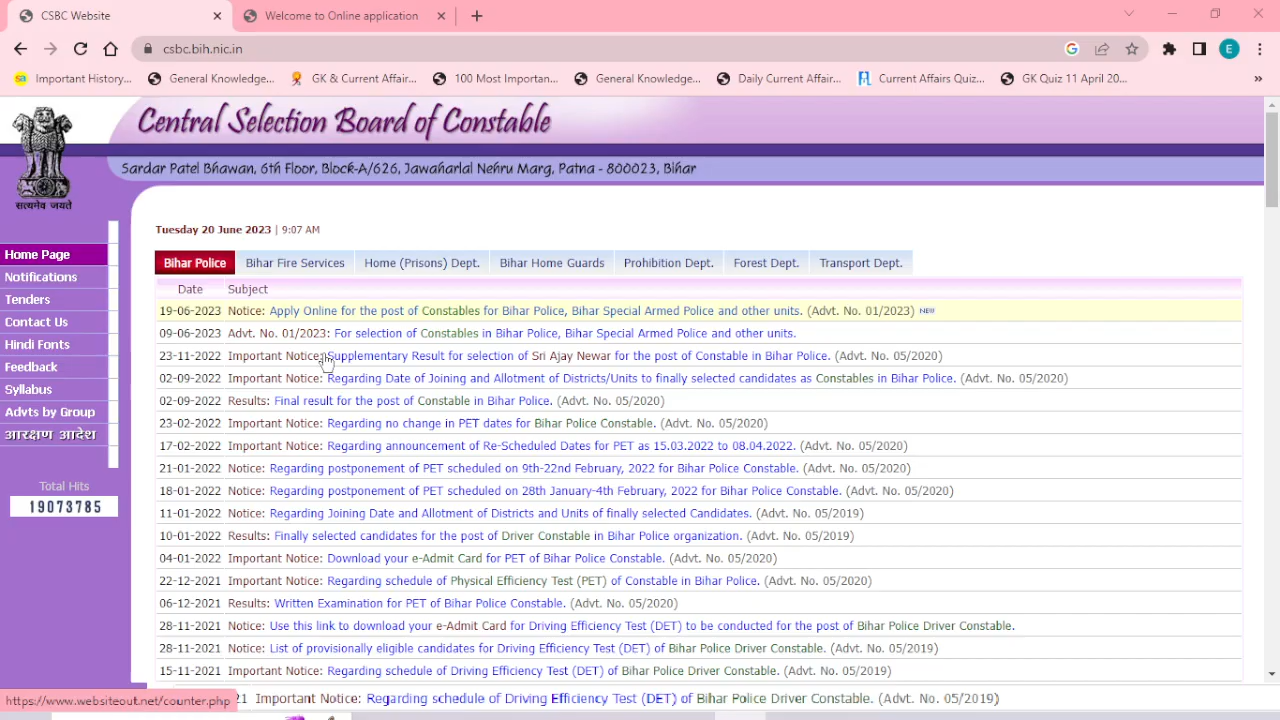 CSBC Website
Welcome to Online application
csbc.bih.nic.in
E
Important History...
General Knowledge...
GK & Current Affair...
100 Most Importan...
General Knowledge...
Daily Current Affair...
Current Affairs Quiz...
GK Quiz 11 April 20...
»
Central Selection Board of Constable
Sardar Patel Bhawan, 6th Floor, Block-A/626, Jawaharlal Nehru Marg, Patna - 800023, Bihar
सत्यमेव जयते
Home Page
Notifications
Tenders
Contact Us
Hindi Fonts
Feedback
Syllabus
Advts by Group
आरक्षण आदेश
Total Hits
19073785
Tuesday 20 June 2023 | 9:07 AM
Bihar Police
Bihar Fire Services
Home (Prisons) Dept.
Bihar Home Guards
Prohibition Dept.
Forest Dept.
Transport Dept.
Date Subject
19-06-2023 Notice: Apply Online for the post of Constables for Bihar Police, Bihar Special Armed Police and other units. (Advt. No. 01/2023) NEW
09-06-2023 Advt. No. 01/2023: For selection of Constables in Bihar Police, Bihar Special Armed Police and other units.
23-11-2022 Important Notice: Supplementary Result for selection of Sri Ajay Newar for the post of Constable in Bihar Police. (Advt. No. 05/2020)
02-09-2022 Important Notice: Regarding Date of Joining and Allotment of Districts/Units to finally selected candidates as Constables in Bihar Police. (Advt. No. 05/2020)
02-09-2022 Results: Final result for the post of Constable in Bihar Police. (Advt. No. 05/2020)
23-02-2022 Important Notice: Regarding no change in PET dates for Bihar Police Constable. (Advt. No. 05/2020)
17-02-2022 Important Notice: Regarding announcement of Re-Scheduled Dates for PET as 15.03.2022 to 08.04.2022. (Advt. No. 05/2020)
21-01-2022 Notice: Regarding postponement of PET scheduled on 9th-22nd February, 2022 for Bihar Police Constable. (Advt. No. 05/2020)
18-01-2022 Notice: Regarding postponement of PET scheduled on 28th January-4th February, 2022 for Bihar Police Constable. (Advt. No. 05/2020)
11-01-2022 Notice: Regarding Joining Date and Allotment of Districts and Units of finally selected Candidates. (Advt. No. 05/2019)
10-01-2022 Results: Finally selected candidates for the post of Driver Constable in Bihar Police organization. (Advt. No. 05/2019)
04-01-2022 Important Notice: Download your e-Admit Card for PET of Bihar Police Constable. (Advt. No. 05/2020)
22-12-2021 Important Notice: Regarding schedule of Physical Efficiency Test (PET) of Constable in Bihar Police. (Advt. No. 05/2020)
06-12-2021 Results: Written Examination for PET of Bihar Police Constable. (Advt. No. 05/2020)
28-11-2021 Notice: Use this link to download your e-Admit Card for Driving Efficiency Test (DET) to be conducted for the post of Bihar Police Driver Constable.
28-11-2021 Notice: List of provisionally eligible candidates for Driving Efficiency Test (DET) of Bihar Police Driver Constable. (Advt. No. 05/2019)
15-11-2021 Important Notice: Regarding schedule of Driving Efficiency Test (DET) of Bihar Police Driver Constable. (Advt. No. 05/2019)
https://www.websiteout.net/counter.php
21 Important Notice: Regarding schedule of Driving Efficiency Test (DET) of Bihar Police Driver Constable. (Advt. No. 05/2019)